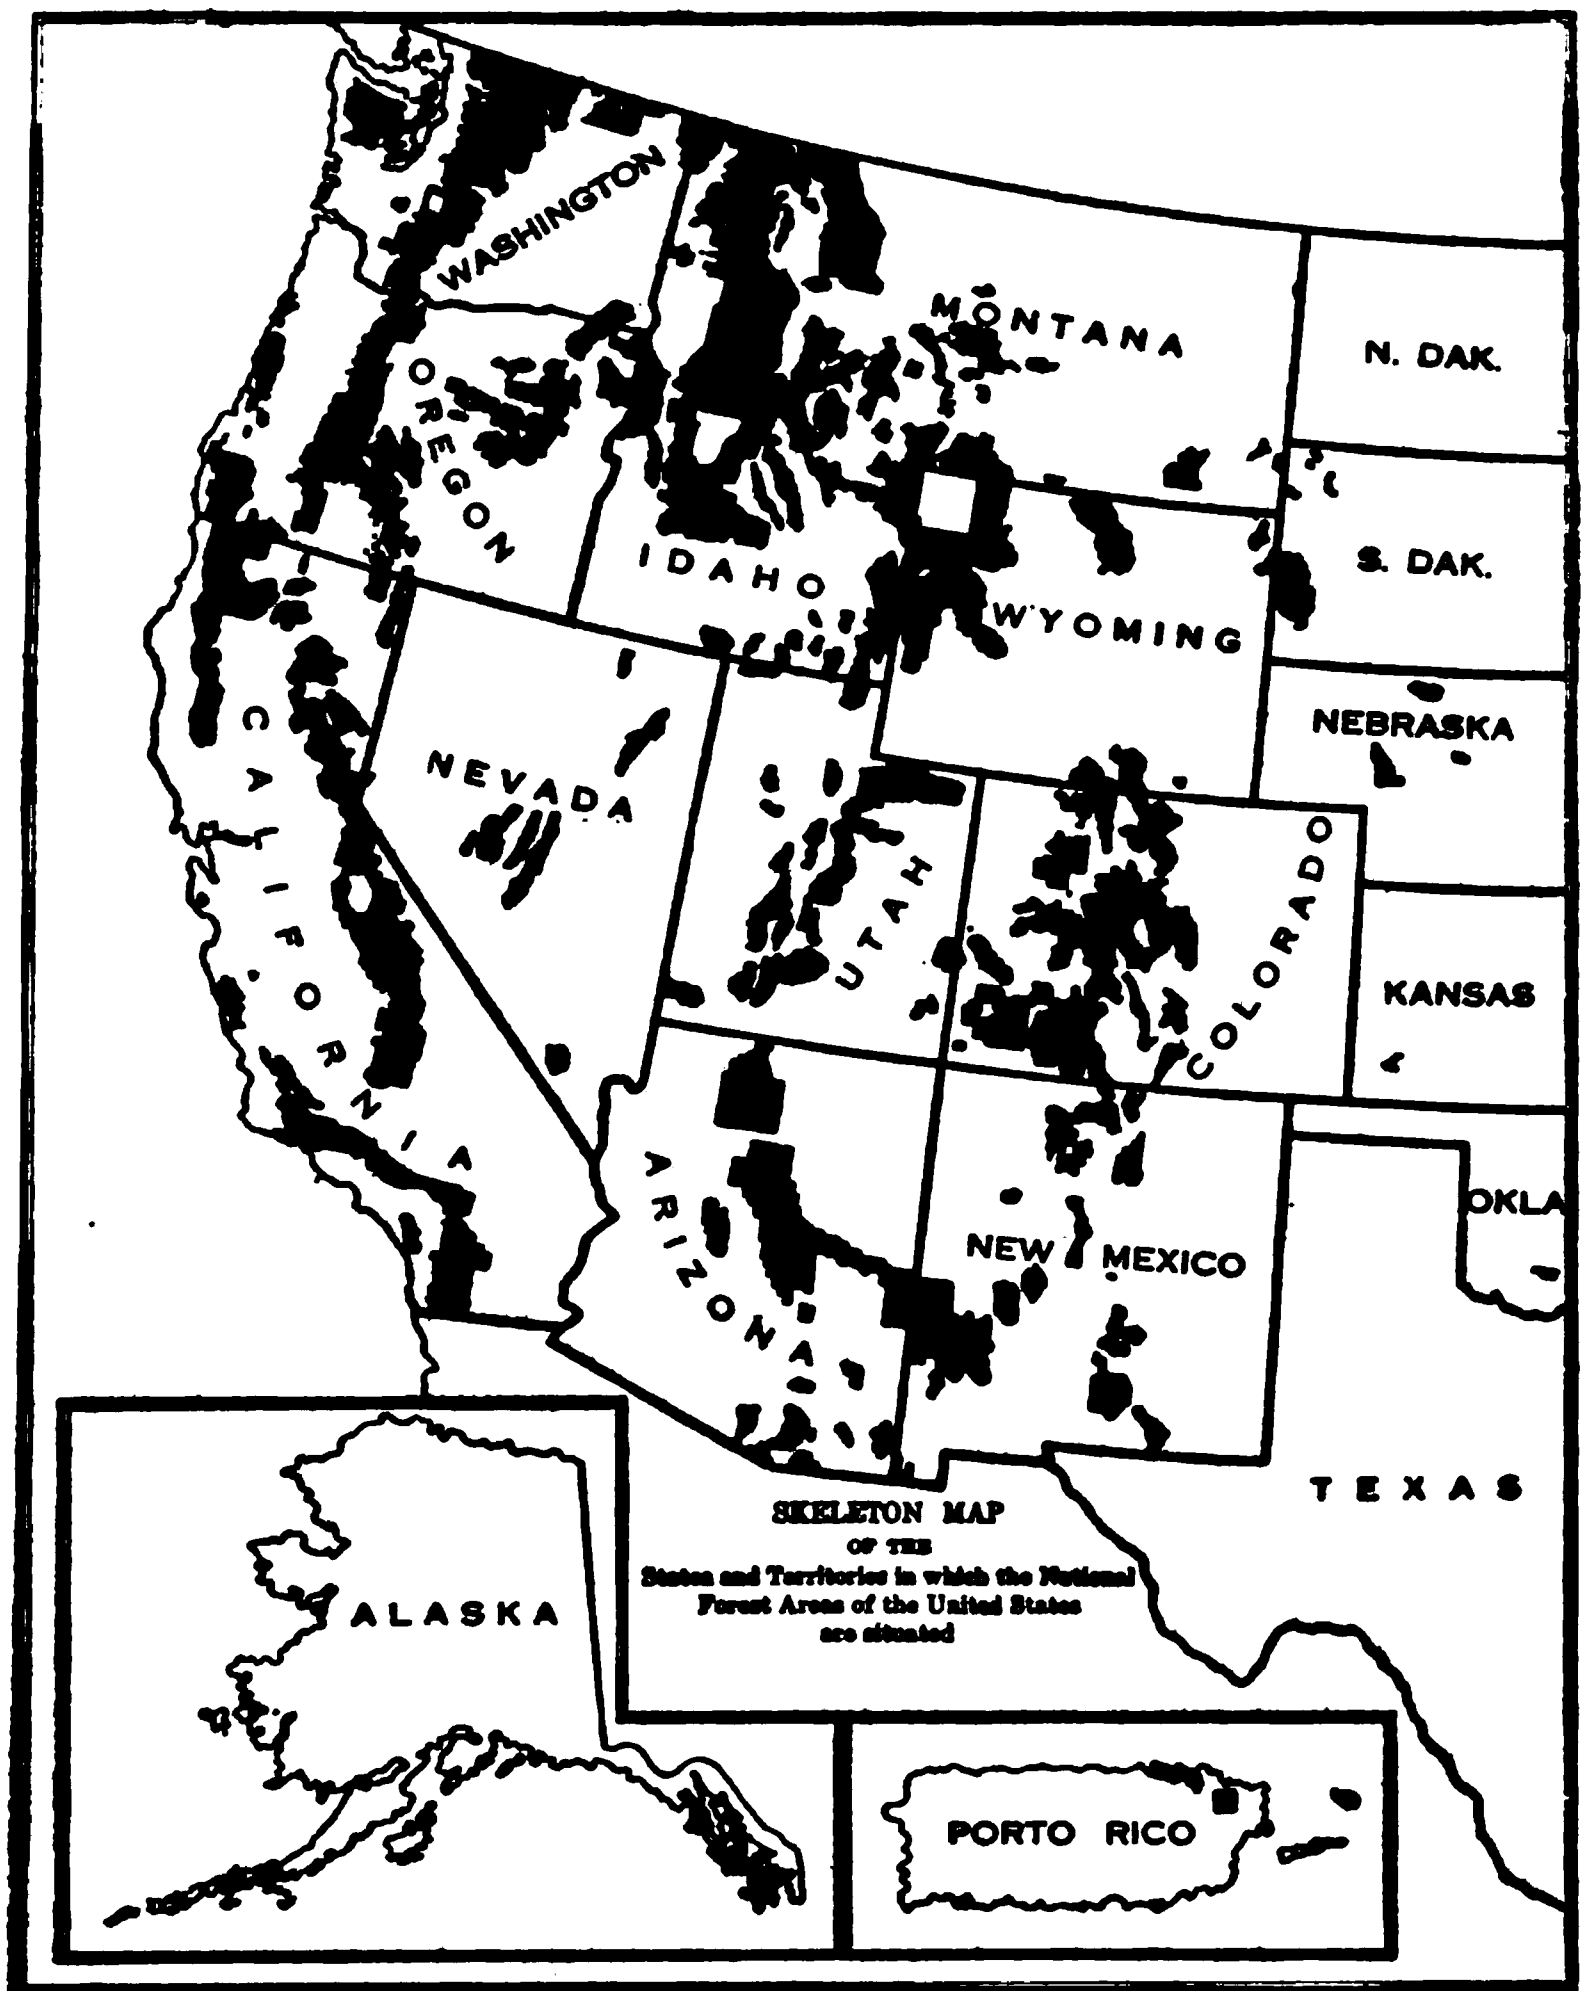 WASHINGTON
MONTANA
N. DAK.
OREGON
IDAHO
S. DAK.
WYOMING
NEBRASKA
CALIFORNIA
NEVADA
UTAH
COLORADO
KANSAS
ARIZONA
NEW MEXICO
OKLA
TEXAS
SKELETON MAP
OF THE
States and Territories in which the National
Forest Areas of the United States
are situated
ALASKA
PORTO RICO